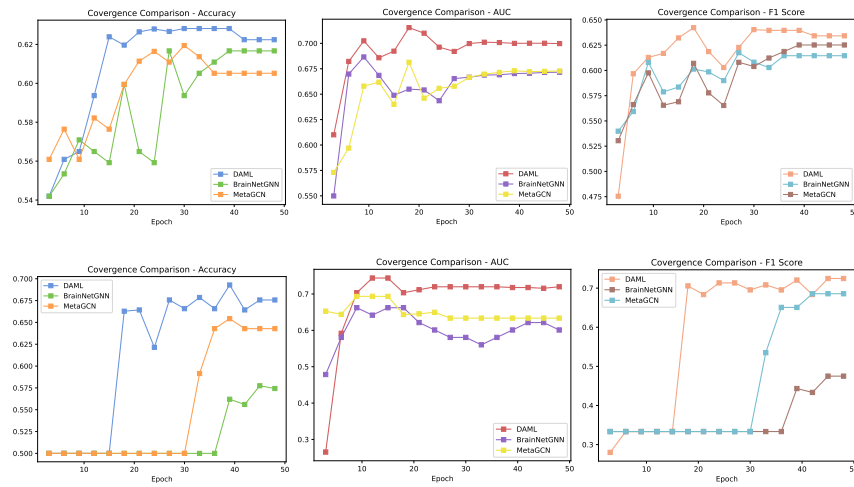 Covergence Comparison - Accuracy
0.62
0.60
0.58
0.56
0.54
DAML
BrainNetGNN
MetaGCN
10
20
30
40
50
Epoch
Covergence Comparison - AUC
0.700
0.675
0.650
0.625
0.600
0.575
0.550
DAML
BrainNetGNN
MetaGCN
10
20
30
40
50
Epoch
Covergence Comparison - F1 Score
0.650
0.625
0.600
0.575
0.550
0.525
0.500
0.475
DAML
MetaGCN
BrainNetGNN
10
20
30
40
50
Epoch
Covergence Comparison - Accuracy
0.700
0.675
0.650
0.625
0.600
0.575
0.550
0.525
0.500
DAML
BrainNetGNN
MetaGCN
10
20
30
40
50
Epoch
Covergence Comparison - AUC
0.7
0.6
0.5
0.4
0.3
DAML
BrainNetGNN
MetaGCN
10
20
30
40
50
Epoch
Covergence Comparison - F1 Score
0.7
0.6
0.5
0.4
0.3
DAML
BrainNetGNN
MetaGCN
10
20
30
40
50
Epoch